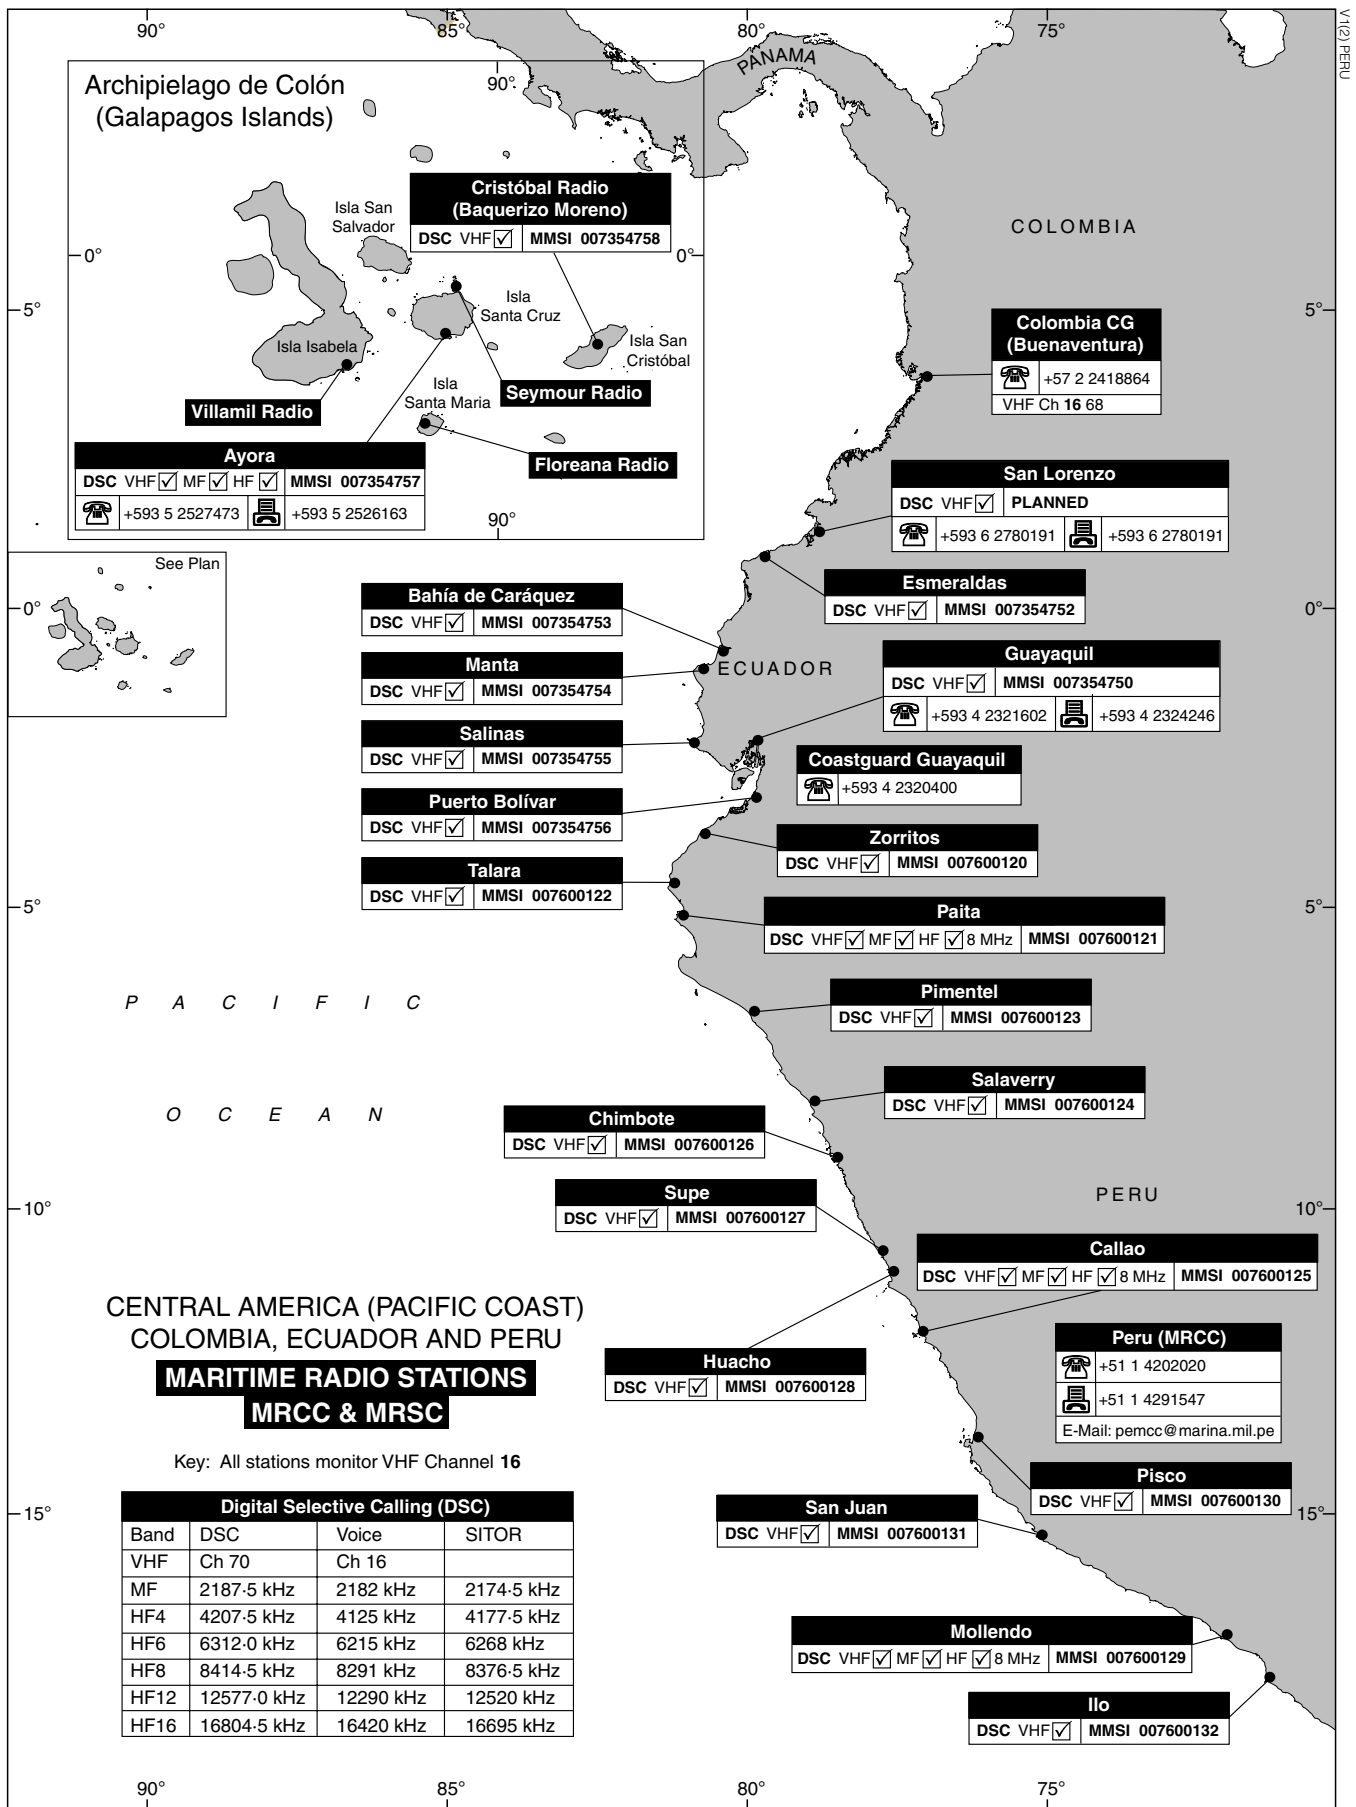 90°
85°
80°
75°
V1(2) PERU
PANAMA
Archipielago de Colón
(Galapagos Islands)
90°
Cristóbal Radio
(Baquerizo Moreno)
DSC VHF MMSI 007354758
Isla San
Salvador
0°
0°
COLOMBIA
Isla
Santa Cruz
5°
5°
Isla Isabela
Isla San
Cristóbal
Colombia CG
(Buenaventura)
+57 2 2418864
VHF Ch 16 68
Isla
Santa Maria
Seymour Radio
Villamil Radio
Floreana Radio
Ayora
DSC VHF MF HF MMSI 007354757
+593 5 2527473 +593 5 2526163
90°
San Lorenzo
DSC VHF PLANNED
+593 6 2780191 +593 6 2780191
See Plan
0°
0°
Esmeraldas
DSC VHF MMSI 007354752
Bahía de Caráquez
DSC VHF MMSI 007354753
Manta
DSC VHF MMSI 007354754
ECUADOR
Guayaquil
DSC VHF MMSI 007354750
+593 4 2321602 +593 4 2324246
Salinas
DSC VHF MMSI 007354755
Coastguard Guayaquil
+593 4 2320400
Puerto Bolívar
DSC VHF MMSI 007354756
Zorritos
DSC VHF MMSI 007600120
Talara
DSC VHF MMSI 007600122
5°
5°
Paita
DSC VHF MF HF 8 MHz MMSI 007600121
PACIFIC
Pimentel
DSC VHF MMSI 007600123
Salaverry
DSC VHF MMSI 007600124
OCEAN
Chimbote
DSC VHF MMSI 007600126
PERU
Supe
DSC VHF MMSI 007600127
10°
10°
Callao
DSC VHF MF HF 8 MHz MMSI 007600125
CENTRAL AMERICA (PACIFIC COAST)
COLOMBIA, ECUADOR AND PERU
MARITIME RADIO STATIONS
MRCC & MRSC
Huacho
DSC VHF MMSI 007600128
Peru (MRCC)
+51 1 4202020
+51 1 4291547
E-Mail: pemcc@marina.mil.pe
Key: All stations monitor VHF Channel 16
Pisco
DSC VHF MMSI 007600130
San Juan
DSC VHF MMSI 007600131
15°
15°
Digital Selective Calling (DSC)
Band DSC Voice SITOR
VHF Ch 70 Ch 16
MF 2187·5 kHz 2182 kHz 2174·5 kHz
HF4 4207·5 kHz 4125 kHz 4177·5 kHz
HF6 6312·0 kHz 6215 kHz 6268 kHz
HF8 8414·5 kHz 8291 kHz 8376·5 kHz
HF12 12577·0 kHz 12290 kHz 12520 kHz
HF16 16804·5 kHz 16420 kHz 16695 kHz
Mollendo
DSC VHF MF HF 8 MHz MMSI 007600129
Ilo
DSC VHF MMSI 007600132
90°
85°
80°
75°